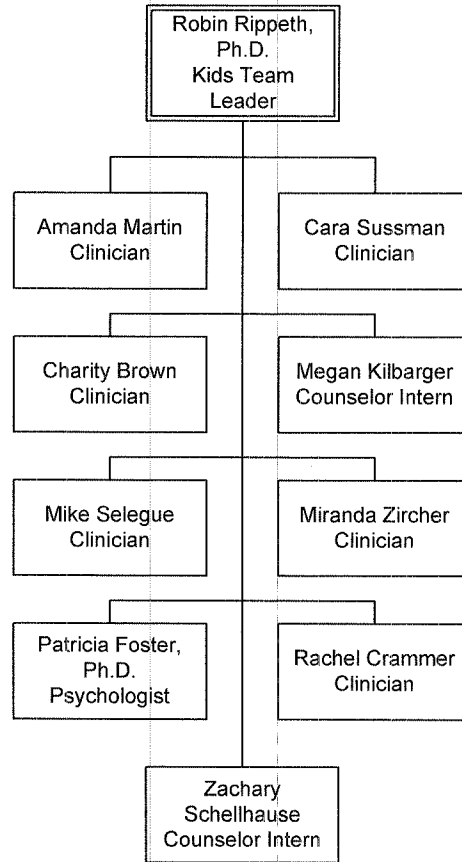 Robin Rippeth,
Ph.D.
Kids Team
Leader
Amanda Martin
Clinician
Cara Sussman
Clinician
Charity Brown
Clinician
Megan Kilbarger
Counselor Intern
Mike Selegue
Clinician
Miranda Zircher
Clinician
Patricia Foster,
Ph.D.
Psychologist
Rachel Crammer
Clinician
Zachary
Schellhause
Counselor Intern